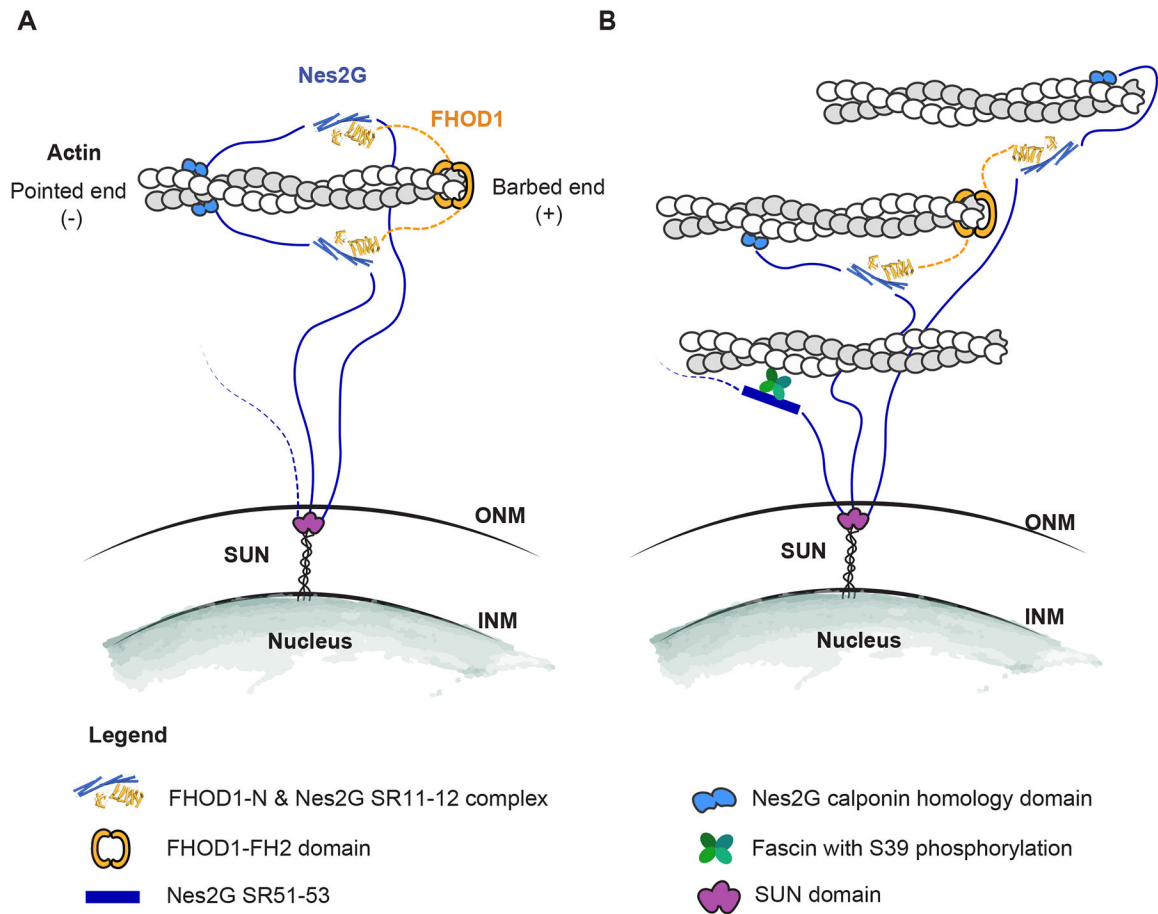 A
Nes2G
FHOD1
Actin
Pointed end
(-)
Barbed end
(+)
ONM
SUN
INM
Nucleus
B
ONM
SUN
INM
Nucleus
Legend
FHOD1-N & Nes2G SR11-12 complex
FHOD1-FH2 domain
Nes2G SR51-53
Nes2G calponin homology domain
Fascin with S39 phosphorylation
SUN domain